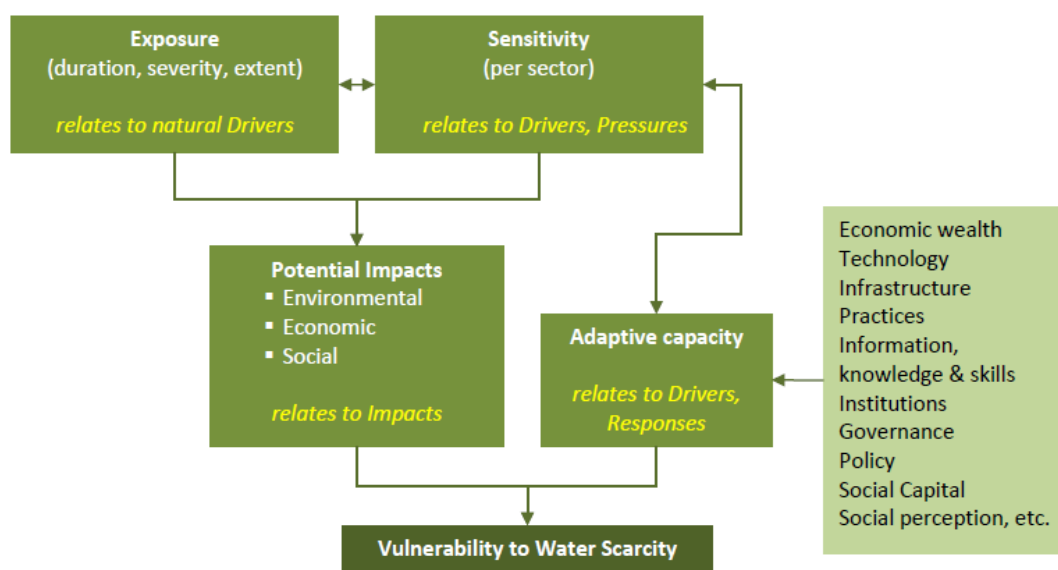 Exposure
(duration, severity, extent)
relates to natural Drivers
Sensitivity
(per sector)
relates to Drivers, Pressures
Potential Impacts
▪ Environmental
▪ Economic
▪ Social
relates to Impacts
Adaptive capacity
relates to Drivers,
Responses
Economic wealth
Technology
Infrastructure
Practices
Information,
knowledge & skills
Institutions
Governance
Policy
Social Capital
Social perception, etc.
Vulnerability to Water Scarcity